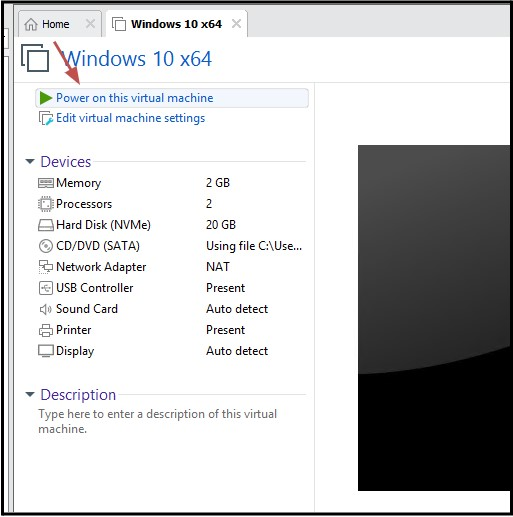 Home
Windows 10 x64
Windows 10 x64
Power on this virtual machine
Edit virtual machine settings
Devices
Memory 2 GB
Processors 2
Hard Disk (NVMe) 20 GB
CD/DVD (SATA) Using file C:\Use...
Network Adapter NAT
USB Controller Present
Sound Card Auto detect
Printer Present
Display Auto detect
Description
Type here to enter a description of this virtual
machine.